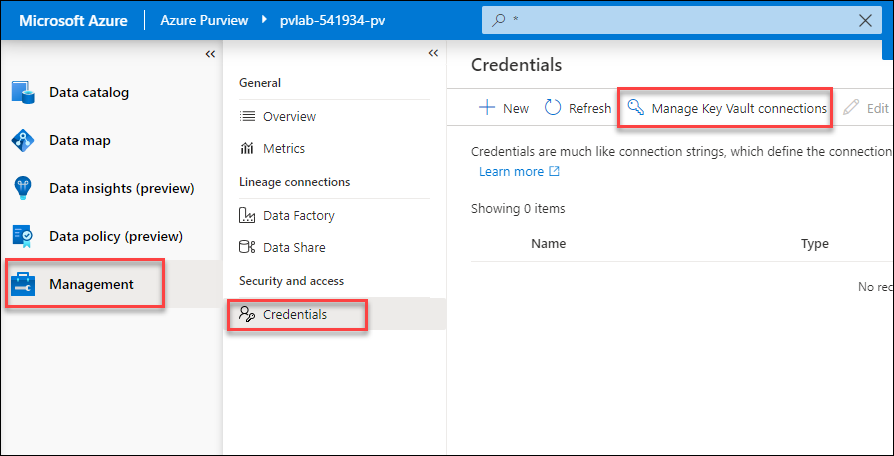 Microsoft Azure
Azure Purview
pvlab-541934-pv
*
Data catalog
Data map
Data insights (preview)
Data policy (preview)
Management
General
Overview
Metrics
Lineage connections
Data Factory
Data Share
Security and access
Credentials
Credentials
New Refresh Manage Key Vault connections Edit
Credentials are much like connection strings, which define the connection
Learn more
Showing 0 items
Name Type
No rec